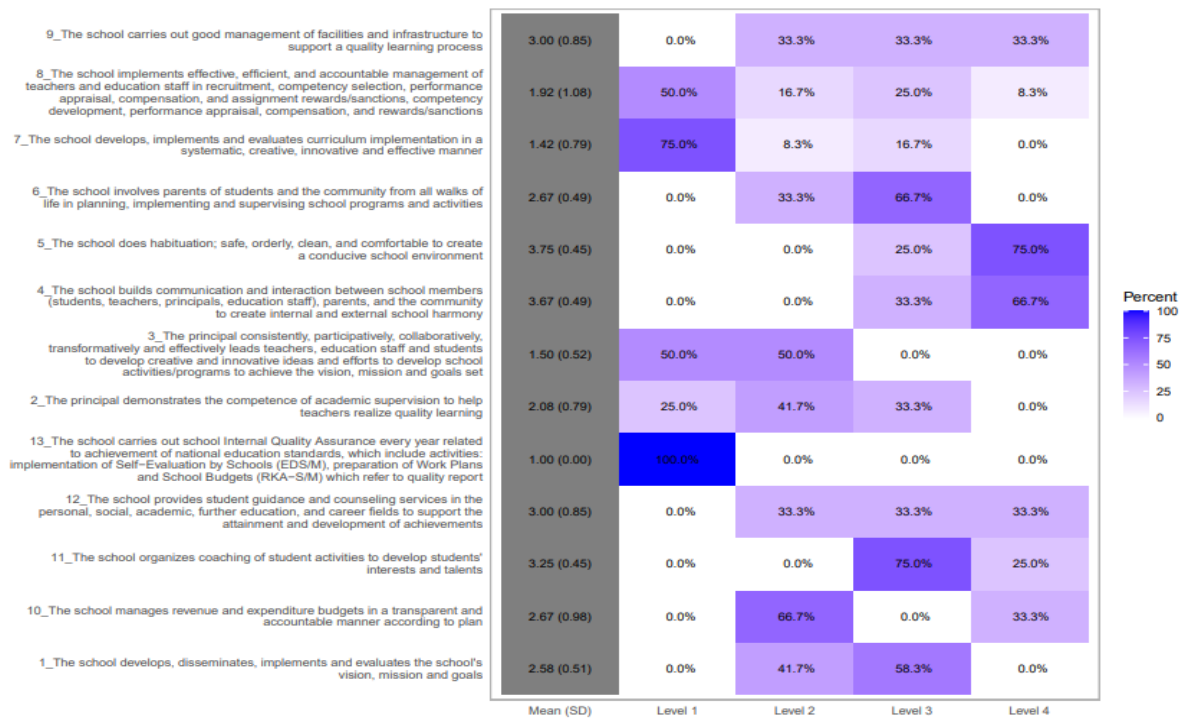 9_The school carries out good management of facilities and infrastructure to
support a quality learning process
3.00 (0.85) 0.0% 33.3% 33.3% 33.3%
8_The school implements effective, efficient, and accountable management of
teachers and education staff in recruitment, competency selection, performance
appraisal, compensation, and assignment rewards/sanctions, competency
development, performance appraisal, compensation, and rewards/sanctions
1.92 (1.08) 50.0% 16.7% 25.0% 8.3%
7_The school develops, implements and evaluates curriculum implementation in a
systematic, creative, innovative and effective manner
1.42 (0.79) 75.0% 8.3% 16.7% 0.0%
6_The school involves parents of students and the community from all walks of
life in planning, implementing and supervising school programs and activities
2.67 (0.49) 0.0% 33.3% 66.7% 0.0%
5_The school does habituation; safe, orderly, clean, and comfortable to create
a conducive school environment
3.75 (0.45) 0.0% 0.0% 25.0% 75.0%
4_The school builds communication and interaction between school members
(students, teachers, principals, education staff), parents, and the community
to create internal and external school harmony
3.67 (0.49) 0.0% 0.0% 33.3% 66.7%
3_The principal consistently, participatively, collaboratively,
transformatively and effectively leads teachers, education staff and students
to develop creative and innovative ideas and efforts to develop school
activities/programs to achieve the vision, mission and goals set
1.50 (0.52) 50.0% 50.0% 0.0% 0.0%
2_The principal demonstrates the competence of academic supervision to help
teachers realize quality learning
2.08 (0.79) 25.0% 41.7% 33.3% 0.0%
13_The school carries out school Internal Quality Assurance every year related
to achievement of national education standards, which include activities:
implementation of Self−Evaluation by Schools (EDS/M), preparation of Work Plans
and School Budgets (RKA−S/M) which refer to quality report
1.00 (0.00) 100.0% 0.0% 0.0% 0.0%
12_The school provides student guidance and counseling services in the
personal, social, academic, further education, and career fields to support the
attainment and development of achievements
3.00 (0.85) 0.0% 33.3% 33.3% 33.3%
11_The school organizes coaching of student activities to develop students'
interests and talents
3.25 (0.45) 0.0% 0.0% 75.0% 25.0%
10_The school manages revenue and expenditure budgets in a transparent and
accountable manner according to plan
2.67 (0.98) 0.0% 66.7% 0.0% 33.3%
1_The school develops, disseminates, implements and evaluates the school's
vision, mission and goals
2.58 (0.51) 0.0% 41.7% 58.3% 0.0%
Mean (SD) Level 1 Level 2 Level 3 Level 4
Percent
100
75
50
25
0